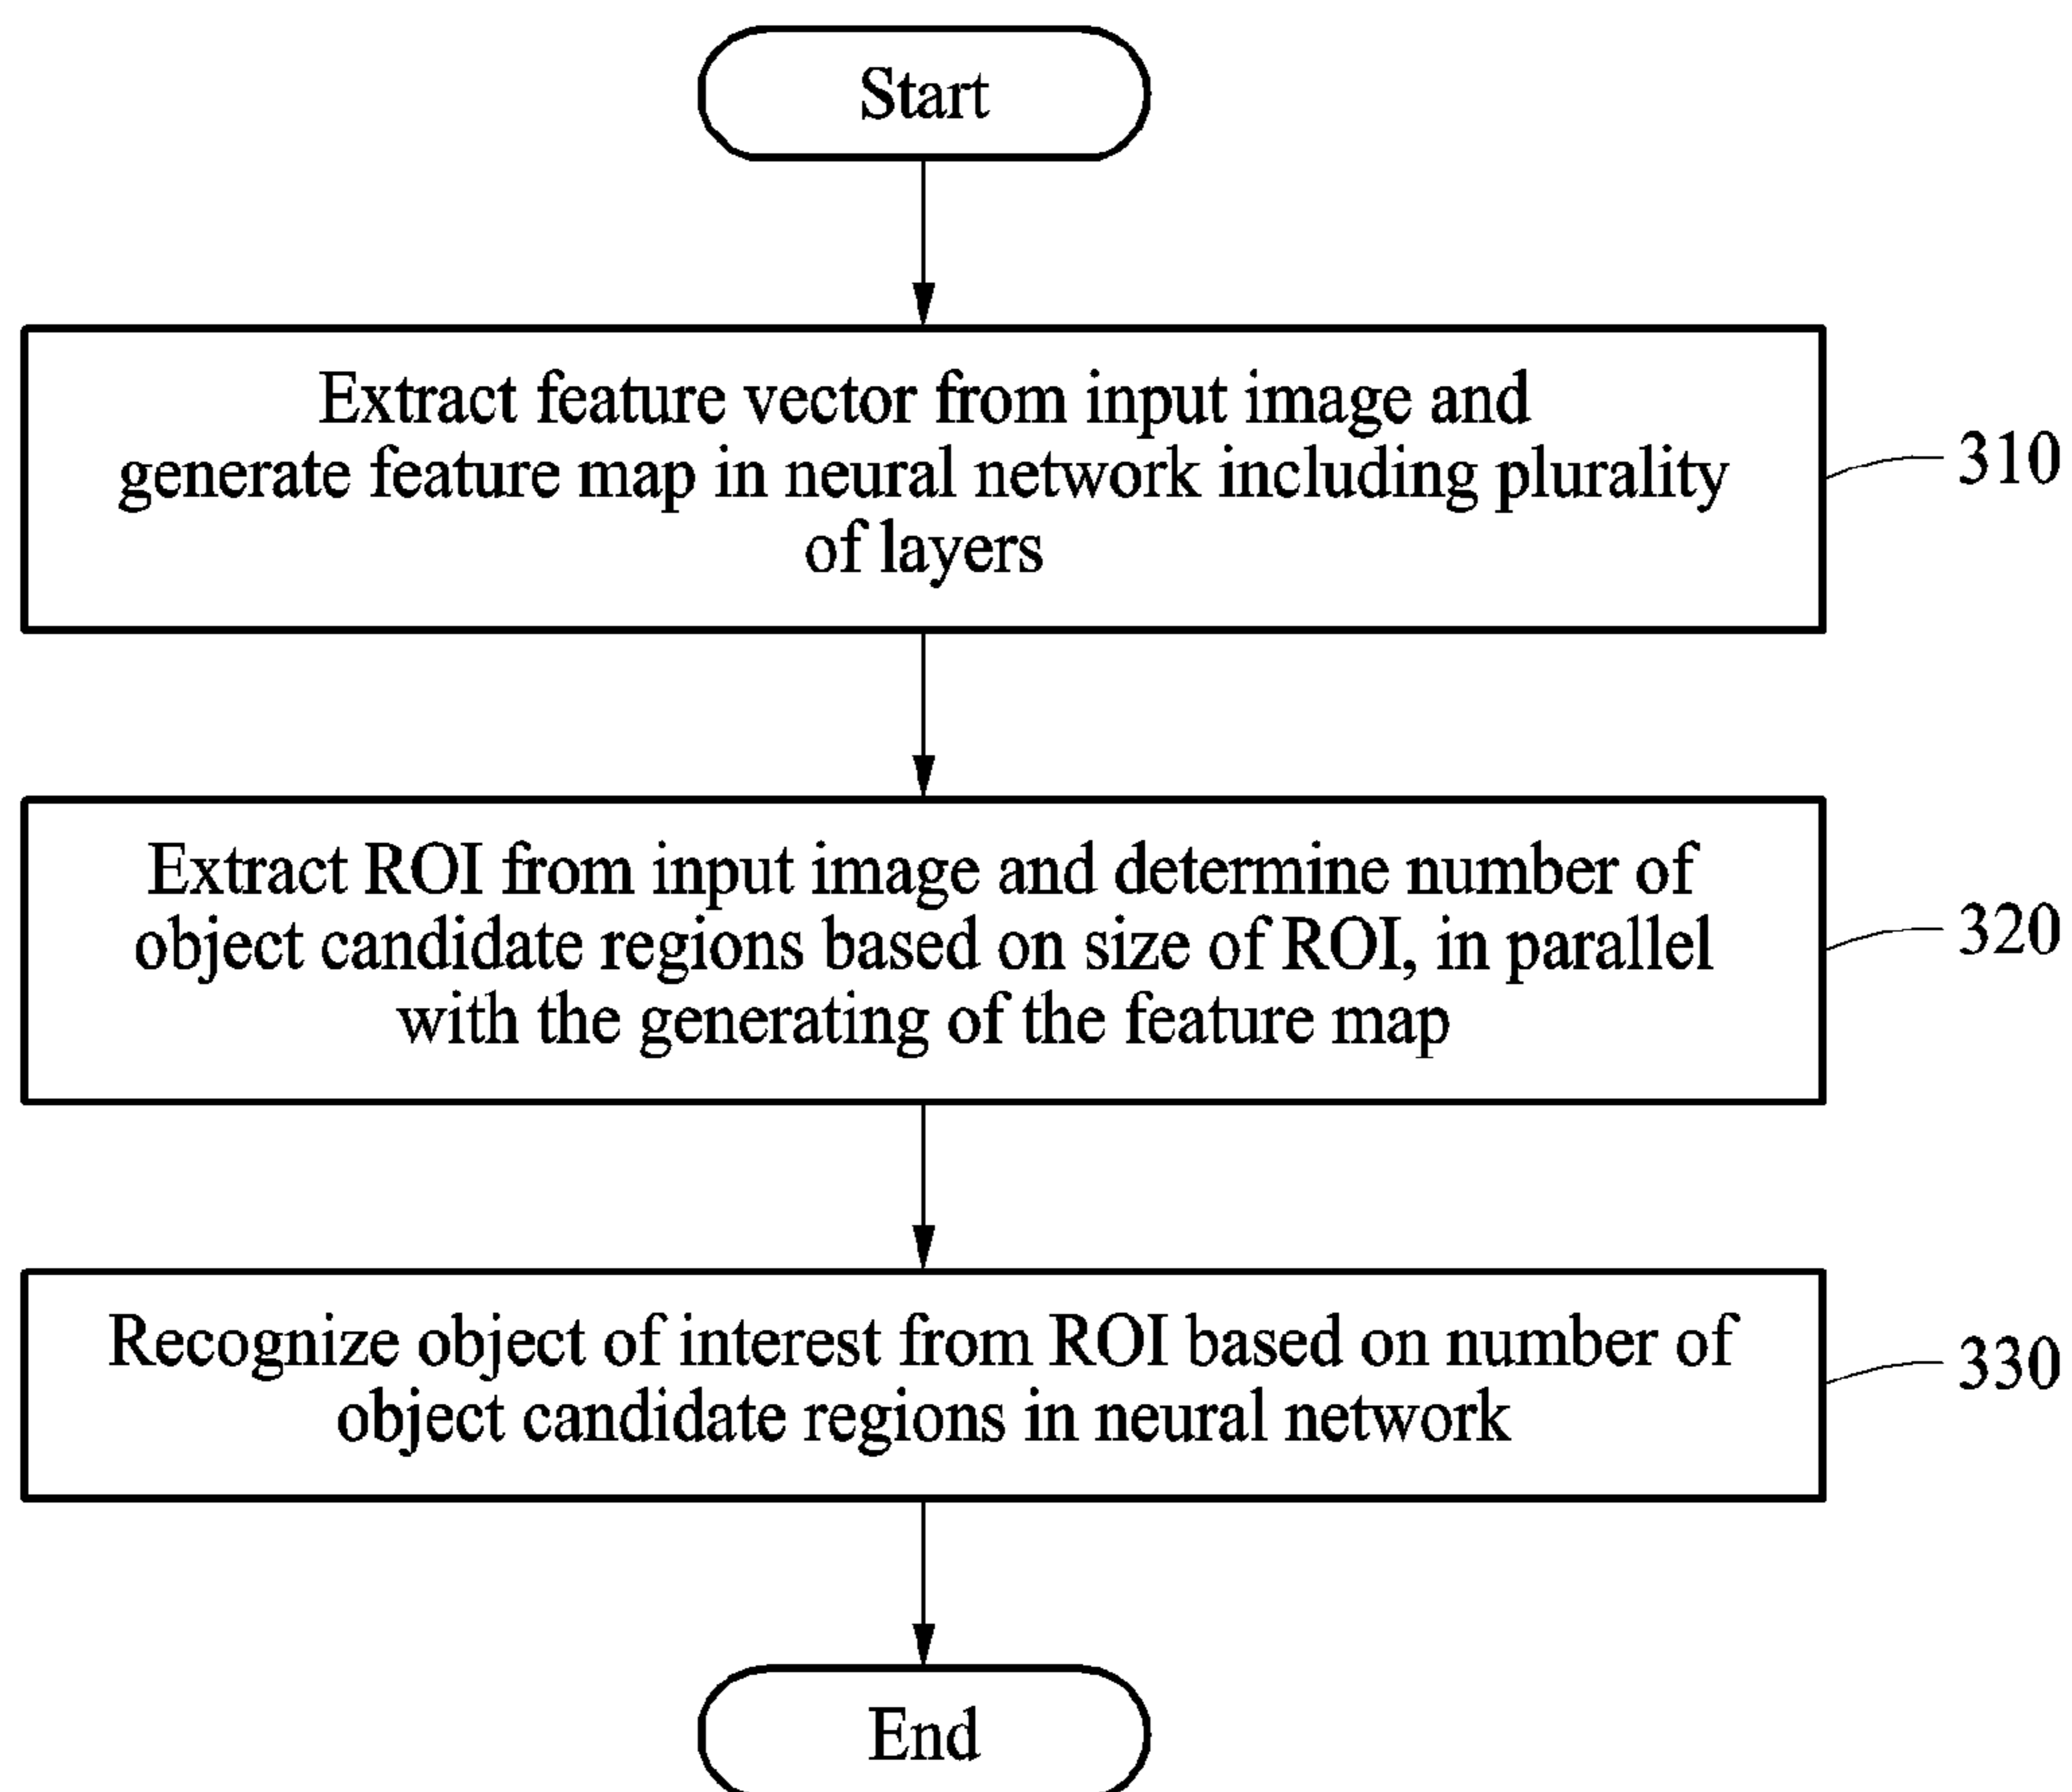 Start
Extract feature vector from input image and
generate feature map in neural network including plurality
of layers
310
Extract ROI from input image and determine number of
object candidate regions based on size of ROI, in parallel
with the generating of the feature map
320
Recognize object of interest from ROI based on number of
object candidate regions in neural network
330
End